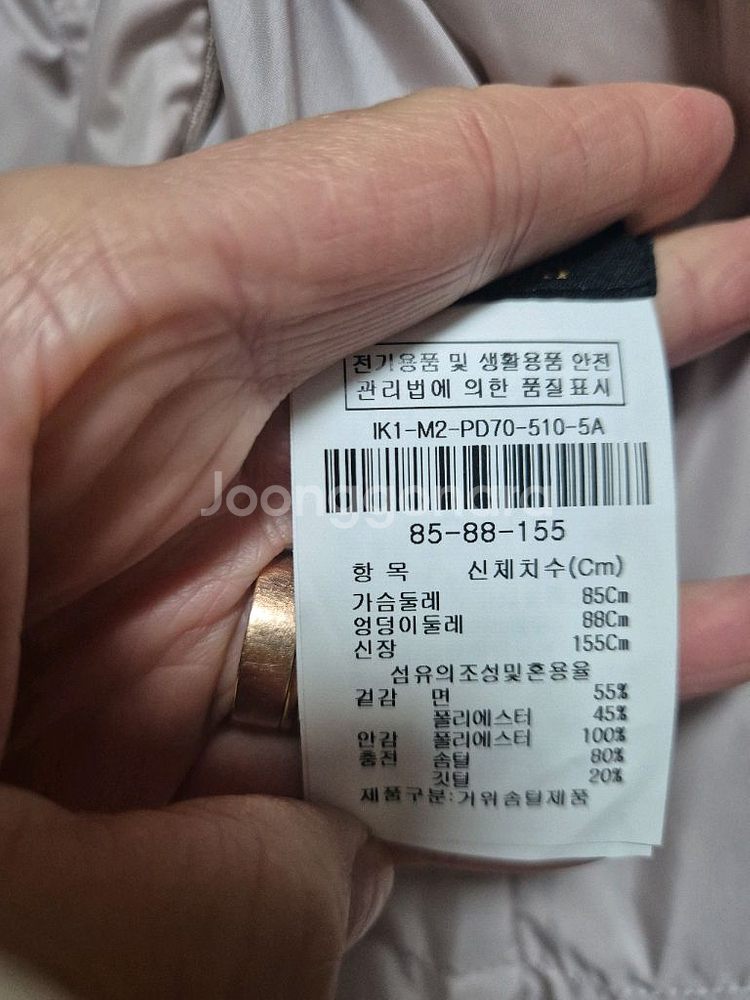 전기용품 및 생활용품 안전
관리법에 의한 품질표시
IK1-M2-PD70-510-5A
Joonggonara
85-88-155
항 목 신체치수(Cm)
가슴둘레 85Cm
엉덩이둘레 88Cm
신장 155Cm
섬유의조성및혼용율
겉감 면 55%
폴리에스터 45%
안감 폴리에스터 100%
충전 솜털 80%
깃털 20%
제품구분:거위솜털제품